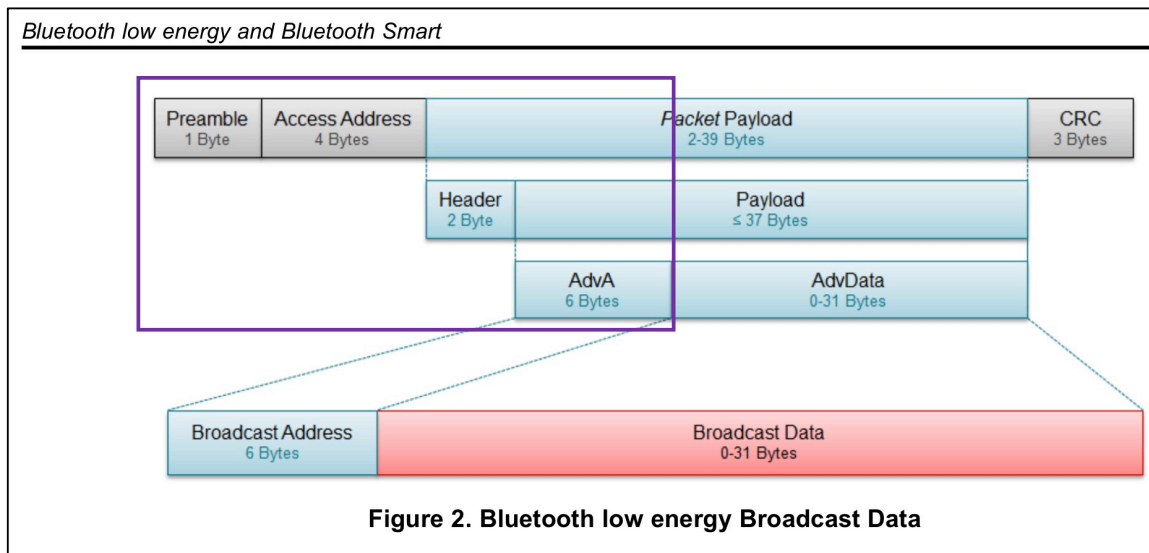 Bluetooth low energy and Bluetooth Smart
Preamble Access Address Packet Payload CRC
1 Byte 4 Bytes 2-39 Bytes 3 Bytes
Header Payload
2 Byte ≤ 37 Bytes
AdvA AdvData
6 Bytes 0-31 Bytes
Broadcast Address Broadcast Data
6 Bytes 0-31 Bytes
Figure 2. Bluetooth low energy Broadcast Data